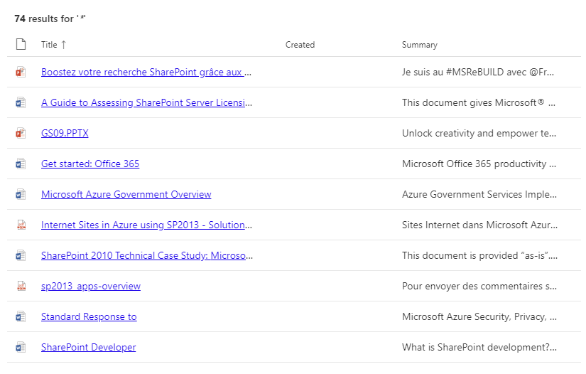 74 results for '*'
Title ↑ Created Summary
Boostez votre recherche SharePoint grâce aux ... Je suis au #MSReBUILD avec @Fr...
A Guide to Assessing SharePoint Server Licensi... This document gives Microsoft® ...
GS09.PPTX Unlock creativity and empower te...
Get started: Office 365 Microsoft Office 365 productivity ...
Microsoft Azure Government Overview Azure Government Services Imple...
Internet Sites in Azure using SP2013 - Solution... Sites Internet dans Microsoft Azur...
SharePoint 2010 Technical Case Study: Microso... This document is provided "as-is"....
sp2013_apps-overview Pour envoyer des commentaires s...
Standard Response to Microsoft Azure Security, Privacy, ...
SharePoint Developer What is SharePoint development?...